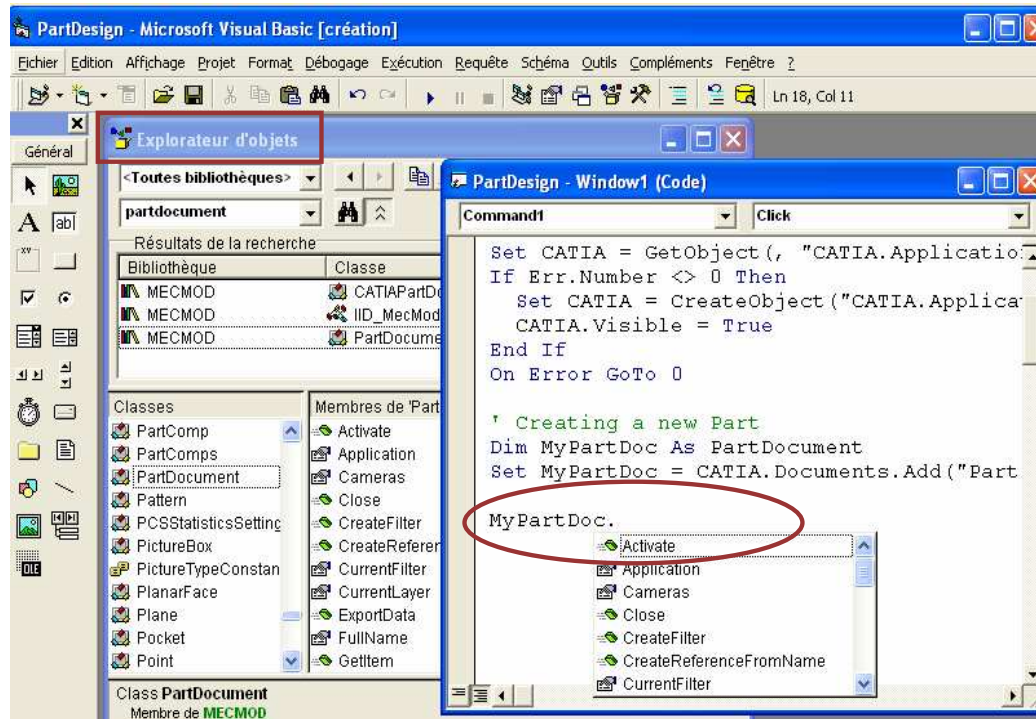 PartDesign - Microsoft Visual Basic [création]
Fichier Edition Affichage Projet Format Débogage Exécution Requête Schéma Outils Compléments Fenêtre ?
Ln 18, Col 11
Général
A ab|
xv
OLE
Explorateur d'objets
<Toutes bibliothèques>
partdocument
Résultats de la recherche
Bibliothèque Classe
MECMOD CATIAPartDo
MECMOD IID_MecMod
MECMOD PartDocume
Classes
PartComp
PartComps
PartDocument
Pattern
PCSStatisticsSetting
PictureBox
PictureTypeConstan
PlanarFace
Plane
Pocket
Point
Membres de 'Part
Activate
Application
Cameras
Close
CreateFilter
CreateReferer
CurrentFilter
CurrentLayer
ExportData
FullName
GetItem
Class PartDocument
Membre de MECMOD
PartDesign - Window1 (Code)
Command1 Click
Set CATIA = GetObject(, "CATIA.Applicatio
If Err.Number <> 0 Then
Set CATIA = CreateObject("CATIA.Applica
CATIA.Visible = True
End If
On Error GoTo 0
' Creating a new Part
Dim MyPartDoc As PartDocument
Set MyPartDoc = CATIA.Documents.Add("Part
MyPartDoc.
Activate
Application
Cameras
Close
CreateFilter
CreateReferenceFromName
CurrentFilter